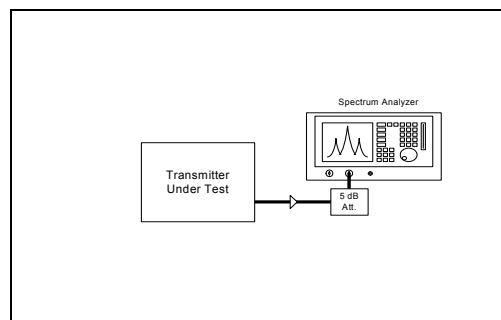 Spectrum Analyzer
Transmitter
Under Test
5 dB
Att.